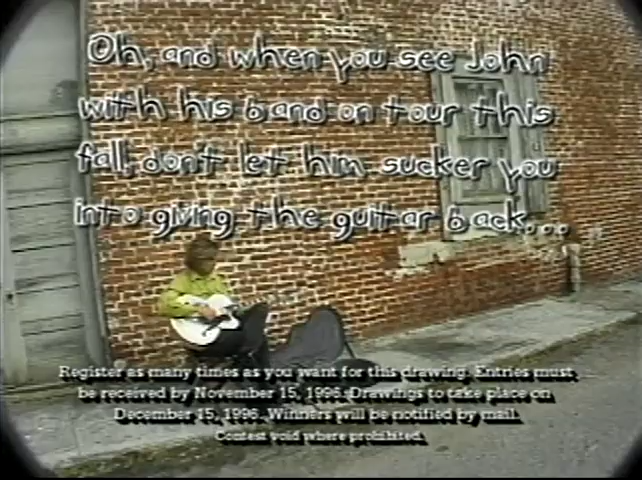 Oh, and when you see John
with his band on tour this
fall, don't let him sucker you
into giving the guitar back...
Register as many times as you want for this drawing. Entries must
be received by November 15, 1996. Drawings to take place on
December 15, 1996. Winners will be notified by mail.
Contest void where prohibited.